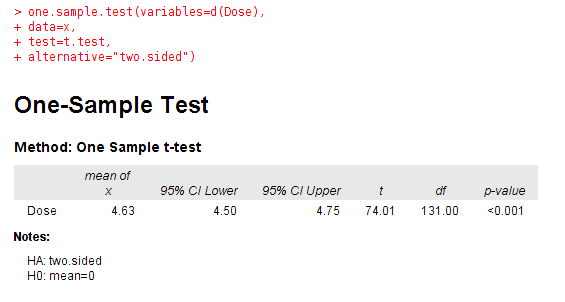 > one.sample.test(variables=d(Dose),
+ data=x,
+ test=t.test,
+ alternative="two.sided")
One-Sample Test
Method: One Sample t-test
mean of
x 95% CI Lower 95% CI Upper t df p-value
Dose 4.63 4.50 4.75 74.01 131.00 <0.001
Notes:
HA: two.sided
H0: mean=0